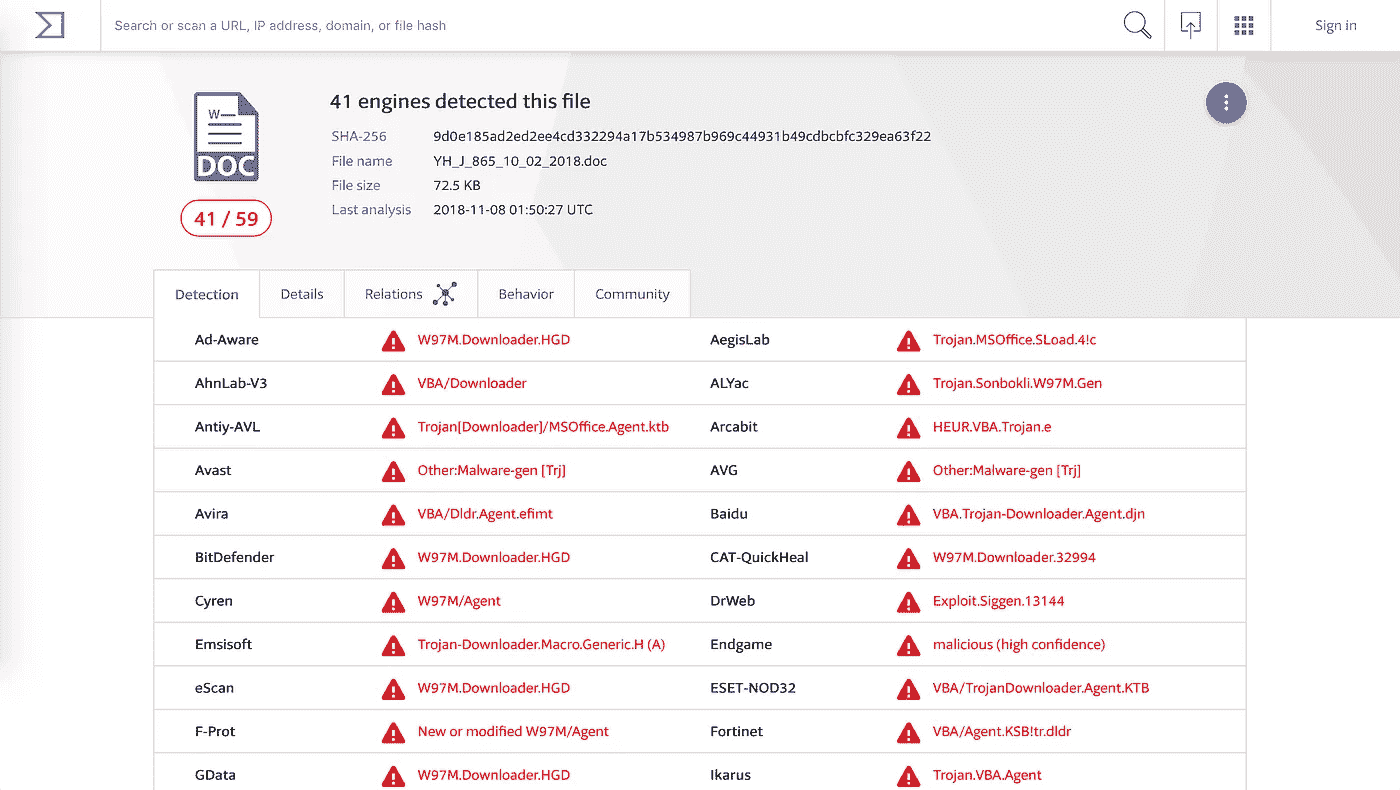 Search or scan a URL, IP address, domain, or file hash
Sign in
W
DOC
41 / 59
41 engines detected this file
SHA-256 9d0e185ad2ed2ee4cd332294a17b534987b969c44931b49cdbcbfc329ea63f22
File name YH_J_865_10_02_2018.doc
File size 72.5 KB
Last analysis 2018-11-08 01:50:27 UTC
Detection Details Relations Behavior Community
Ad-Aware W97M.Downloader.HGD AegisLab Trojan.MSOffice.SLoad.4!c
AhnLab-V3 VBA/Downloader ALYac Trojan.Sonbokli.W97M.Gen
Antiy-AVL Trojan[Downloader]/MSOffice.Agent.ktb Arcabit HEUR.VBA.Trojan.e
Avast Other:Malware-gen [Trj] AVG Other:Malware-gen [Trj]
Avira VBA/Dldr.Agent.efimt Baidu VBA.Trojan-Downloader.Agent.djn
BitDefender W97M.Downloader.HGD CAT-QuickHeal W97M.Downloader.32994
Cyren W97M/Agent DrWeb Exploit.Siggen.13144
Emsisoft Trojan-Downloader.Macro.Generic.H (A) Endgame malicious (high confidence)
eScan W97M.Downloader.HGD ESET-NOD32 VBA/TrojanDownloader.Agent.KTB
F-Prot New or modified W97M/Agent Fortinet VBA/Agent.KSB!tr.dldr
GData W97M.Downloader.HGD Ikarus Trojan.VBA.Agent